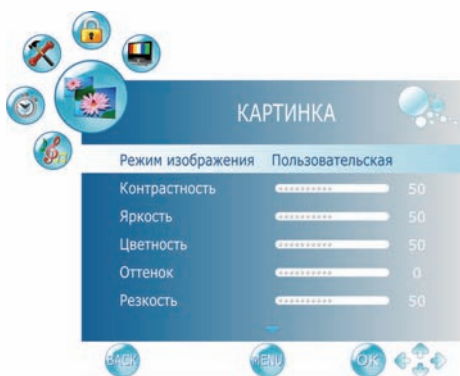 КАРТИНКА
Режим изображения Пользовательская
Контрастность 50
Яркость 50
Цветность 50
Оттенок 0
Резкость 50
BACK MENU OK